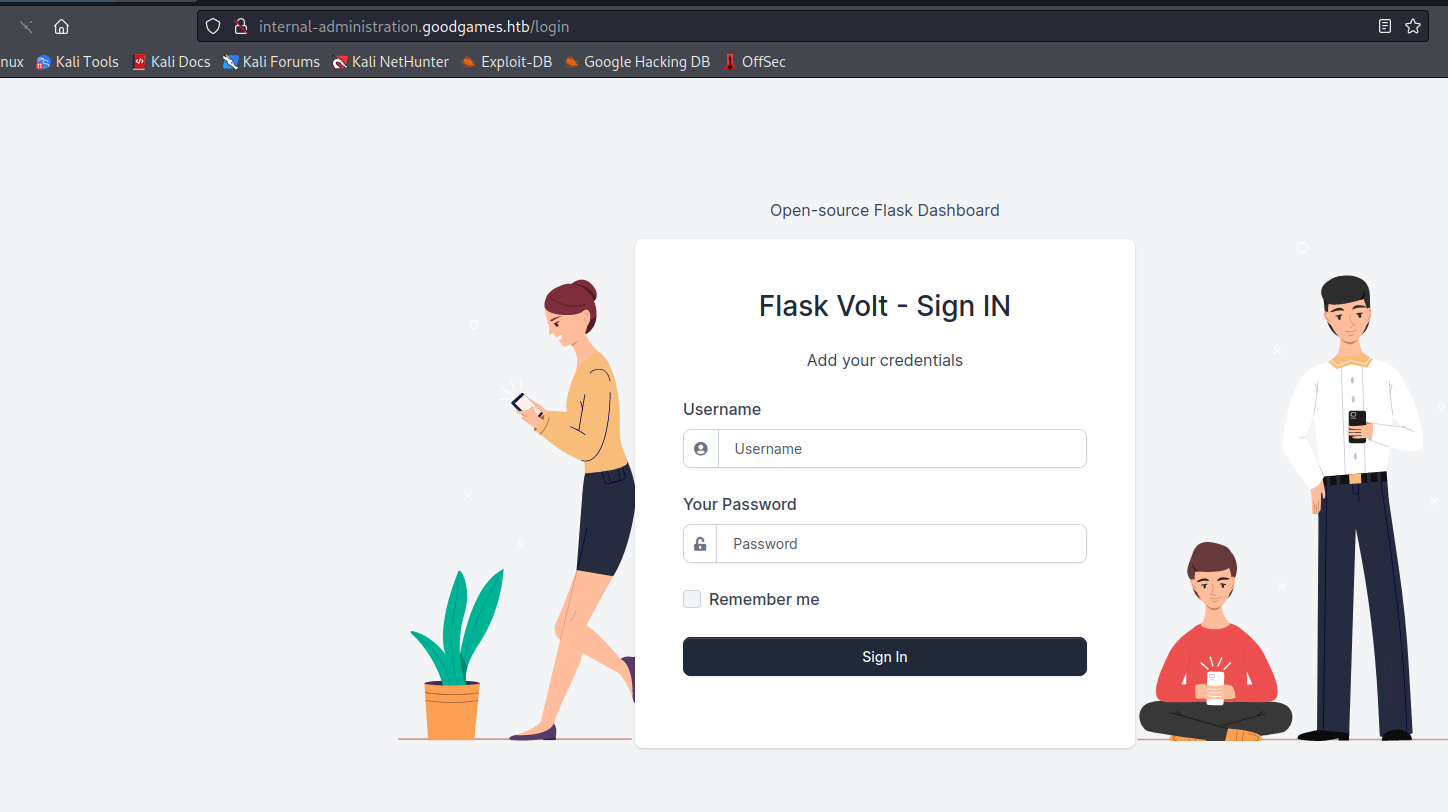 internal-administration.goodgames.htb/login
nux Kali Tools Kali Docs Kali Forums Kali NetHunter Exploit-DB Google Hacking DB OffSec
Open-source Flask Dashboard
Flask Volt - Sign IN
Add your credentials
Username
Username
Your Password
Password
Remember me
Sign In